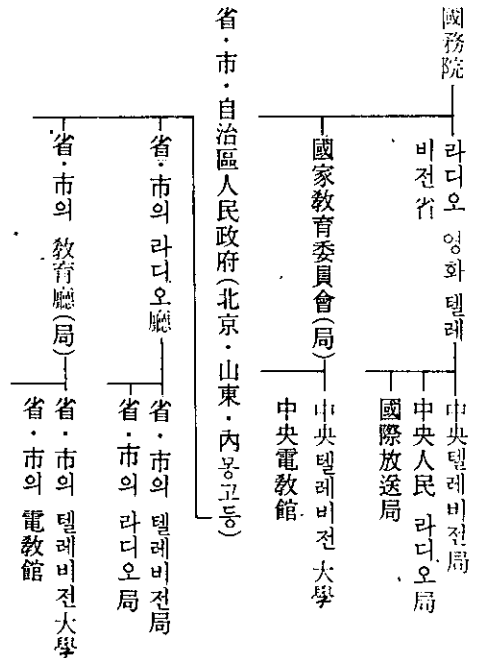 國務院
라디오 영화 텔레
비전省
中央텔레비전局
中央人民 라디오局
國際放送局
國家敎育委員會(局)
中央텔레비전大學
中央電敎館
省・市・自治區人民政府(北京・山東・內몽고등)
省・市의 라디오廳
省・市의 텔레비전局
省・市의 라디오局
省・市의 敎育廳(局)
省・市의 텔레비전大學
省・市의 電敎館